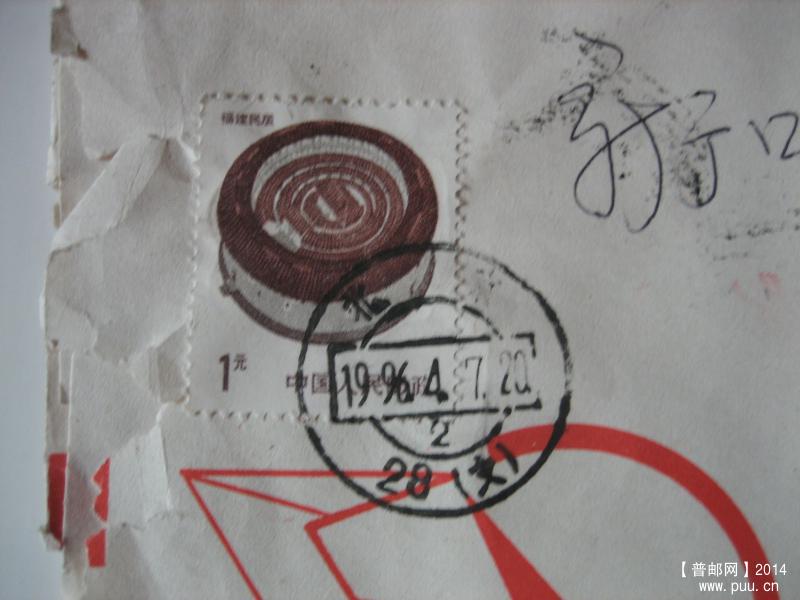 福建民居
1元
中国人民邮政
北
1996.4.7.20
2
28(支)
【普邮网】2014
www.puu.cn